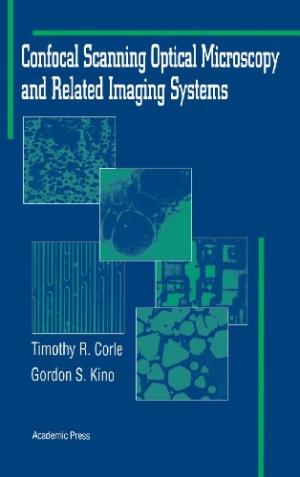 Confocal Scanning Optical Microscopy
and Related Imaging Systems
Timothy R. Corle
Gordon S. Kino
Academic Press